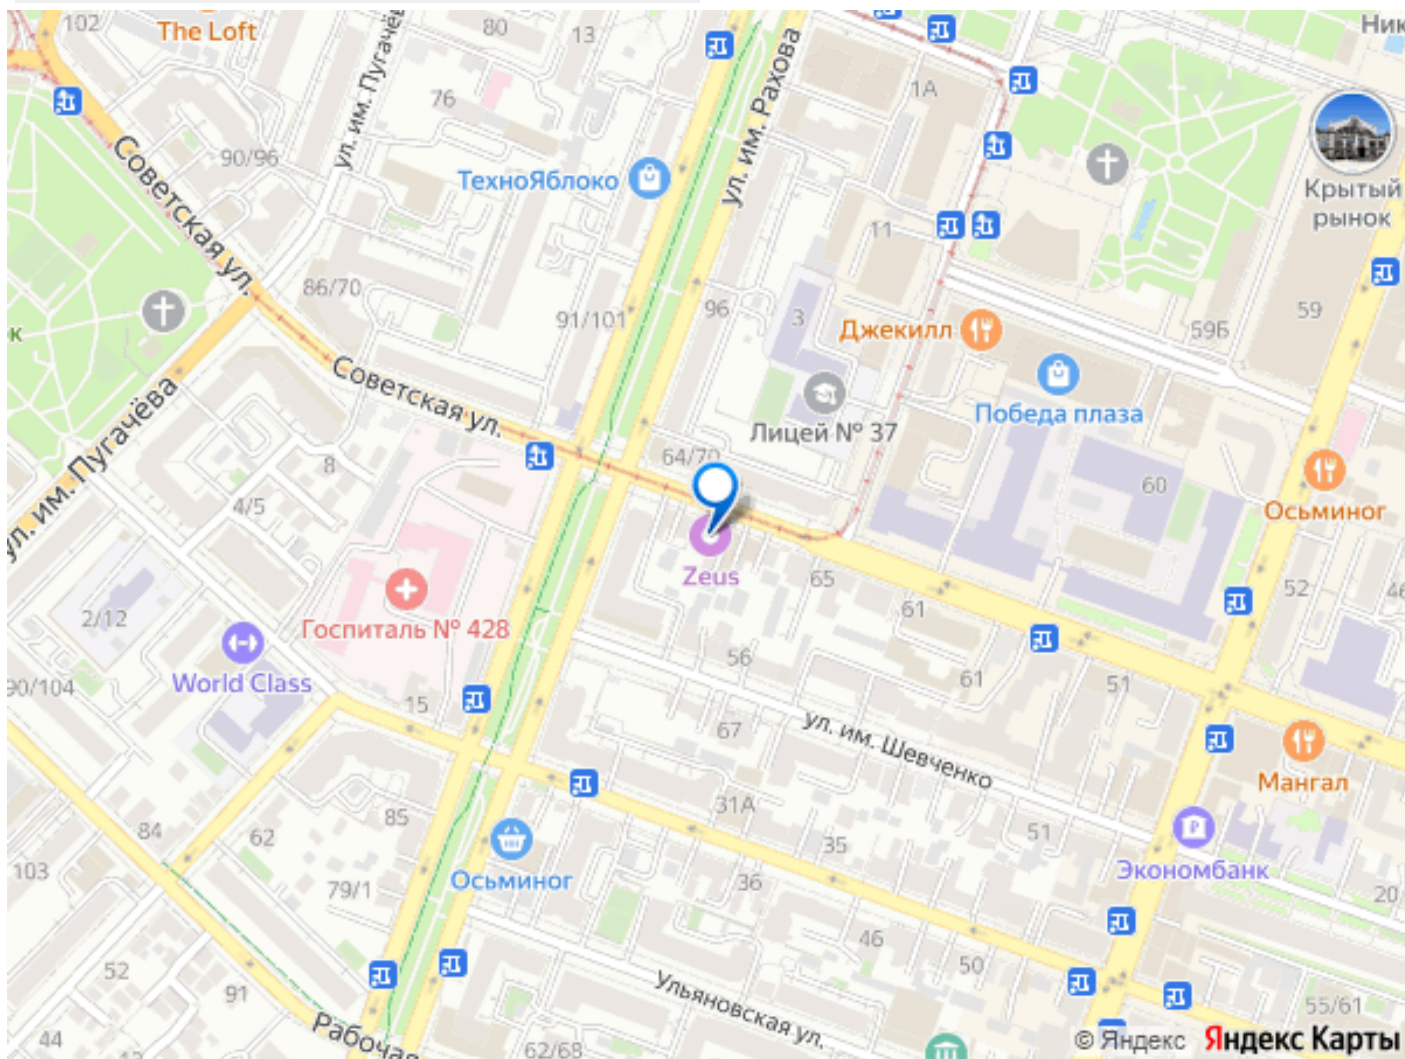 102
The Loft
80
13
Ник
ул. им. Пугачёва
76
ул. им. Рахова
1А
Советская ул.
90/96
ТехноЯблоко
Крытый
рынок
11
86/70
91/101
96
3
Джекилл
59Б
59
к
Советская ул.
Победа плаза
Лицей № 37
ул. им. Пугачёва
8
64/70
60
Осьминог
4/5
Zeus
65
52
46
2/12
Госпиталь № 428
61
World Class
56
61
51
90/104
15
67
ул. им. Шевченко
Мангал
84
62
85
31А
35
51
Экономбанк
103
79/1
Осьминог
36
20
46
52
91
50
Ульяновская ул.
55/61
44
13
Рабочая
62/68
© Яндекс Яндекс Карты